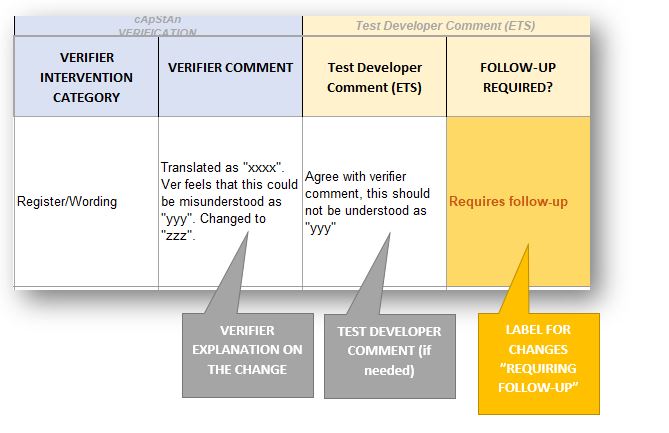 cApStAn
VERIFICATION
Test Developer Comment (ETS)
VERIFIER
INTERVENTION
CATEGORY
VERIFIER COMMENT
Test Developer
Comment (ETS)
FOLLOW-UP
REQUIRED?
Register/Wording
Translated as "xxxx".
Ver feels that this could
be misunderstood as
"yyy". Changed to
"zzz".
Agree with verifier
comment, this should
not be understood as
"yyy"
Requires follow-up
VERIFIER
EXPLANATION ON
THE CHANGE
TEST DEVELOPER
COMMENT (if
needed)
LABEL FOR
CHANGES
“REQUIRING
FOLLOW-UP”